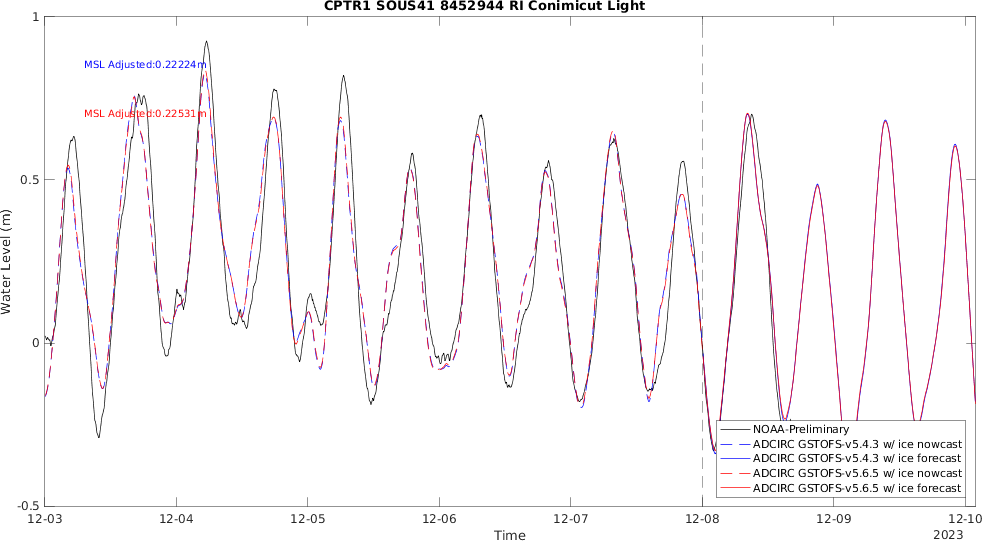 CPTR1 SOUS41 8452944 RI Conimicut Light
1
MSL Adjusted:0.22224m
MSL Adjusted:0.22531m
0.5
Water Level (m)
0
NOAA-Preliminary
ADCIRC GSTOFS-v5.4.3 w/ ice nowcast
ADCIRC GSTOFS-v5.4.3 w/ ice forecast
ADCIRC GSTOFS-v5.6.5 w/ ice nowcast
ADCIRC GSTOFS-v5.6.5 w/ ice forecast
-0.5
12-03 12-04 12-05 12-06 12-07 12-08 12-09 12-10
Time
2023